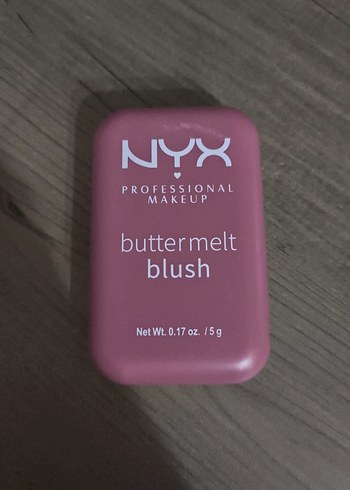 NYX
PROFESSIONAL
MAKEUP
buttermelt
blush
Net Wt. 0.17 oz. / 5 g